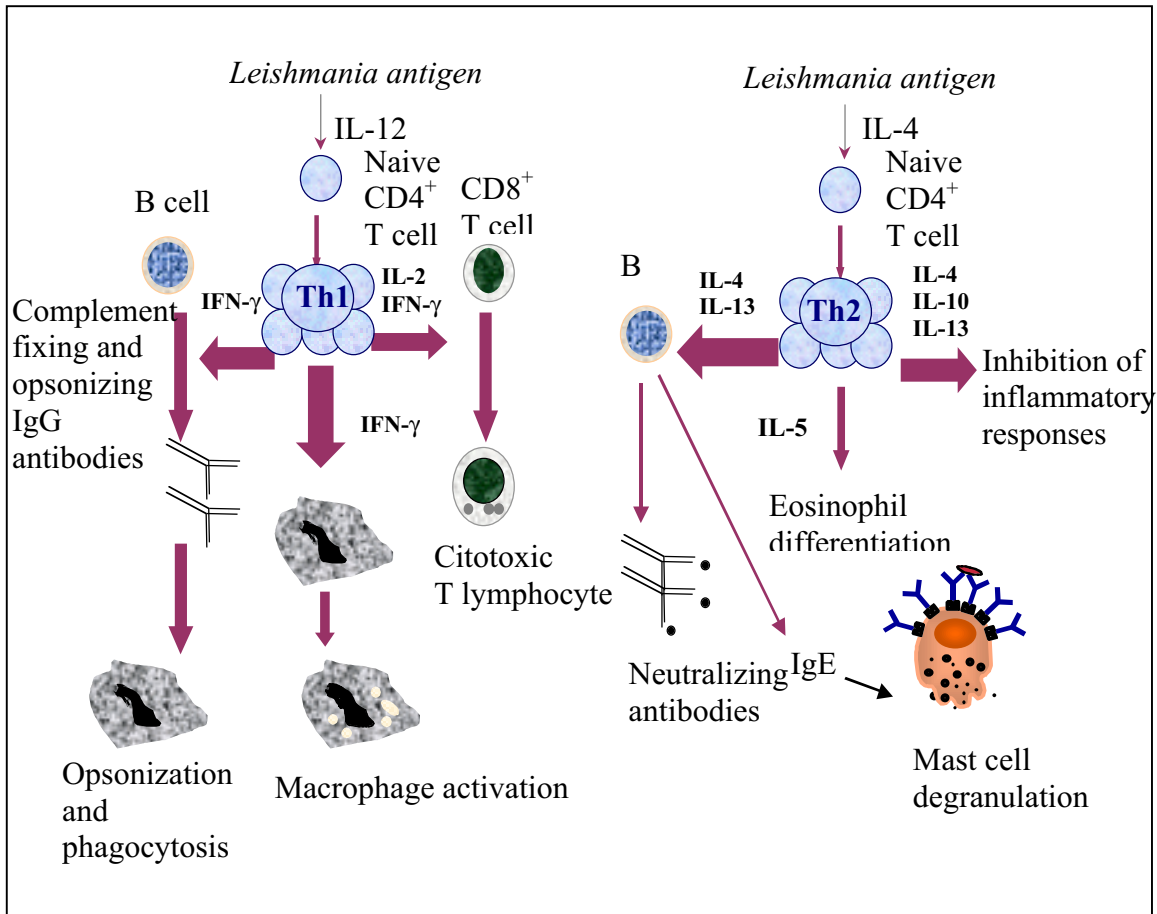 Leishmania antigen
IL-12
Naive
CD4+
T cell
B cell
CD8+
T cell
IFN-γ
Th1
IL-2
IFN-γ
Complement
fixing and
opsonizing
IgG
antibodies
IFN-γ
Citotoxic
T lymphocyte
Opsonization
and
phagocytosis
Macrophage activation
Leishmania antigen
IL-4
Naive
CD4+
T cell
B
IL-4
IL-13
Th2
IL-4
IL-10
IL-13
Inhibition of
inflammatory
responses
IL-5
Eosinophil
differentiation
Neutralizing
antibodies
IgE
Mast cell
degranulation